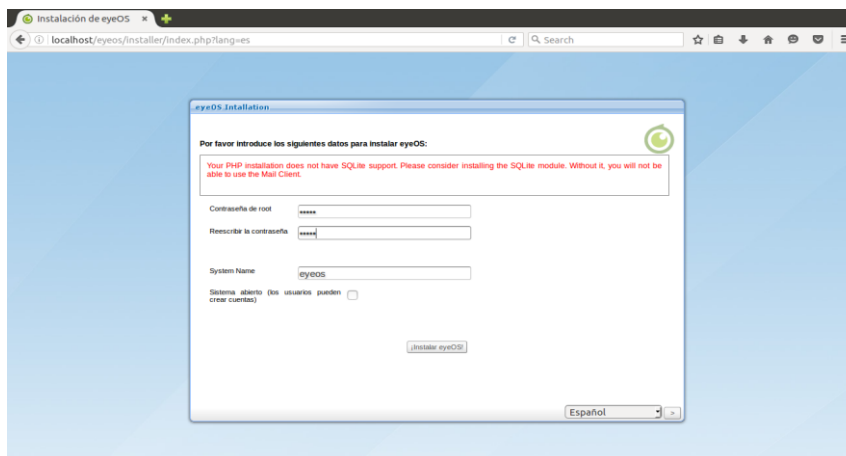 Instalación de eyeOS
localhost/eyeos/installer/index.php?lang=es
Search
eyeOS Intallation
Por favor introduce los siguientes datos para instalar eyeOS:
Your PHP installation does not have SQLite support. Please consider installing the SQLite module. Without it, you will not be
able to use the Mail Client.
Contraseña de root
•••••
Reescribir la contraseña
•••••
System Name
eyeos
Sistema abierto (los usuarios pueden
crear cuentas)
¡Instalar eyeOS!
Español
>